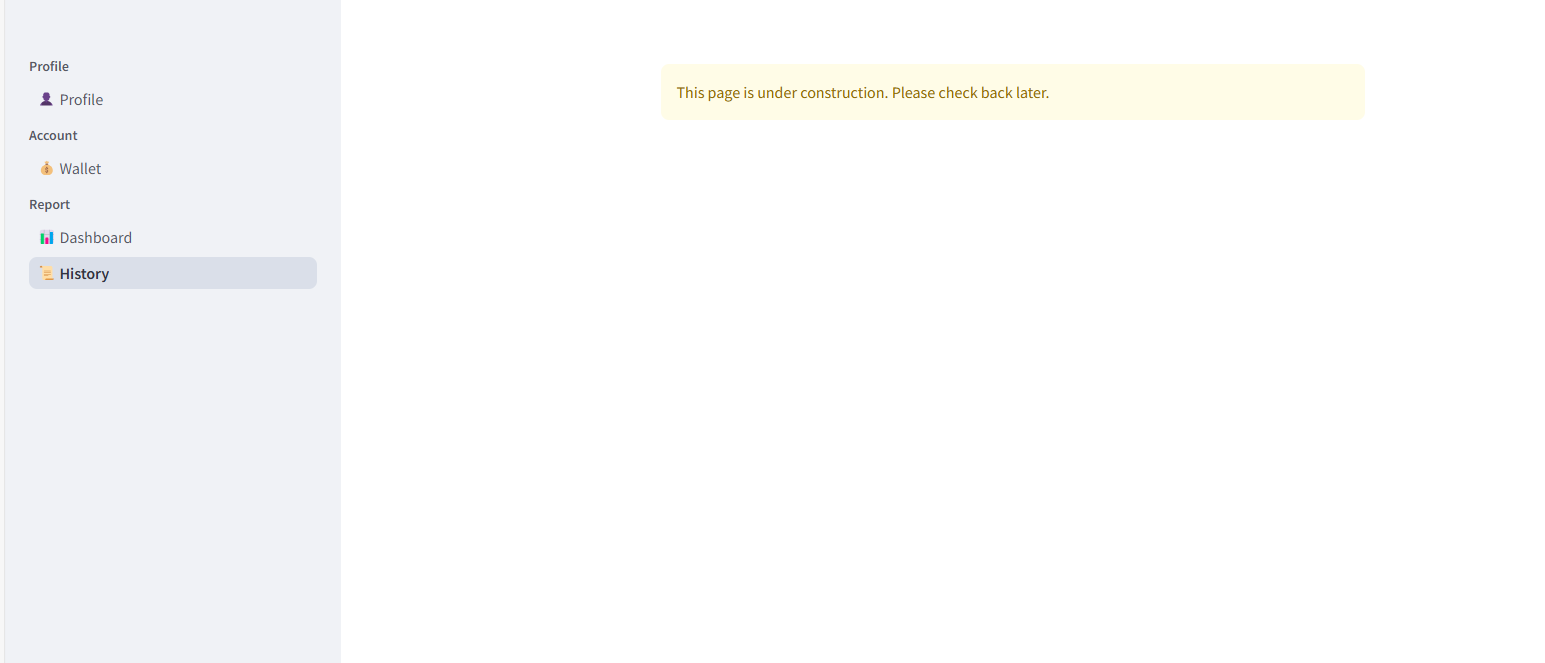 Profile
Profile
Account
Wallet
Report
Dashboard
History
This page is under construction. Please check back later.